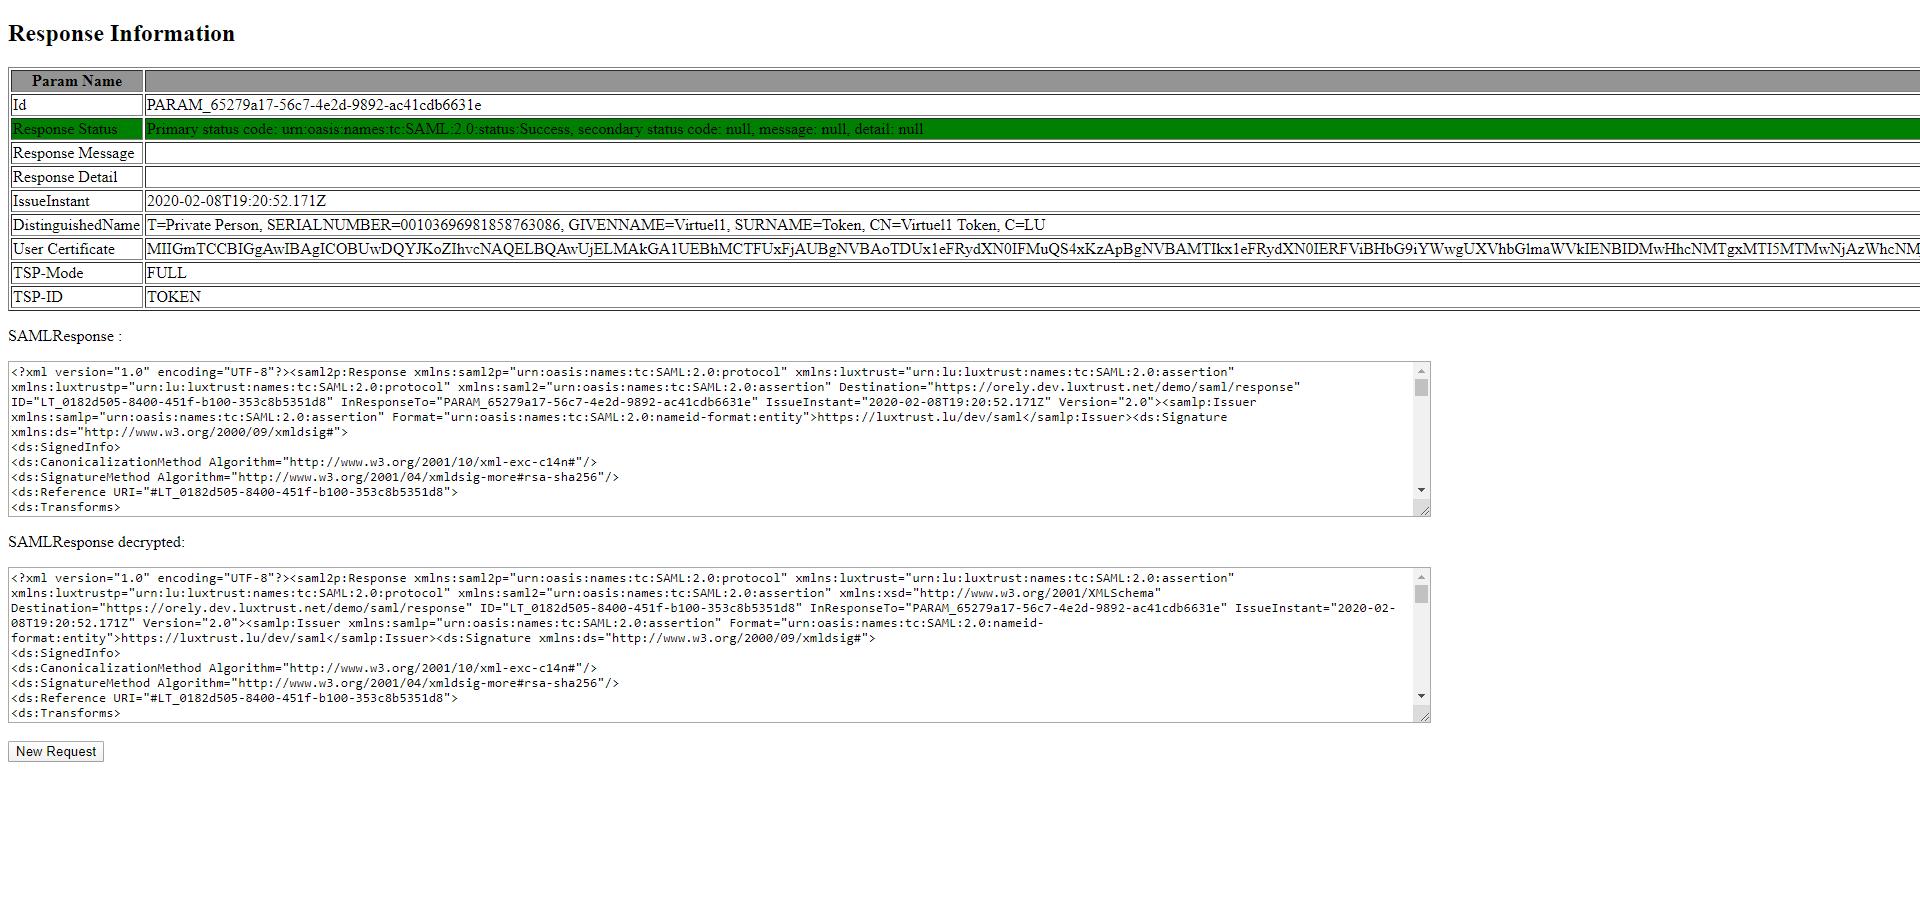 Response Information
Param Name
Id PARAM_65279a17-56c7-4e2d-9892-ac41cdb6631e
Response Status Primary status code: urn:oasis:names:tc:SAML:2.0:status:Success, secondary status code: null, message: null, detail: null
Response Message
Response Detail
IssueInstant 2020-02-08T19:20:52.171Z
DistinguishedName T=Private Person, SERIALNUMBER=00103696981858763086, GIVENNAME=Virtuel1, SURNAME=Token, CN=Virtuel1 Token, C=LU
User Certificate MIIGmTCCBIGgAwIBAgICOBUwDQYJKoZIhvcNAQELBQAwUjELMAkGA1UEBhMCTFUxFjAUBgNVBAoTDUx1eFRydXN0IFMuQS4xKzApBgNVBAMTIkx1eFRydXN0IERFViBHbG9iYWwgUXVhbGlmaWVkIENBIDMwHhcNMTgxMTI5MTMwNjAzWhcNM
TSP-Mode FULL
TSP-ID TOKEN
SAMLResponse :
<?xml version="1.0" encoding="UTF-8"?><saml2p:Response xmlns:saml2p="urn:oasis:names:tc:SAML:2.0:protocol" xmlns:luxtrust="urn:lu:luxtrust:names:tc:SAML:2.0:assertion"
xmlns:luxtrustp="urn:lu:luxtrust:names:tc:SAML:2.0:protocol" xmlns:saml2="urn:oasis:names:tc:SAML:2.0:assertion" Destination="https://orely.dev.luxtrust.net/demo/saml/response"
ID="LT_0182d505-8400-451f-b100-353c8b5351d8" InResponseTo="PARAM_65279a17-56c7-4e2d-9892-ac41cdb6631e" IssueInstant="2020-02-08T19:20:52.171Z" Version="2.0"><samlp:Issuer
xmlns:samlp="urn:oasis:names:tc:SAML:2.0:assertion" Format="urn:oasis:names:tc:SAML:2.0:nameid-format:entity">https://luxtrust.lu/dev/saml</samlp:Issuer><ds:Signature
xmlns:ds="http://www.w3.org/2000/09/xmldsig#">
<ds:SignedInfo>
<ds:CanonicalizationMethod Algorithm="http://www.w3.org/2001/10/xml-exc-c14n#"/>
<ds:SignatureMethod Algorithm="http://www.w3.org/2001/04/xmldsig-more#rsa-sha256"/>
<ds:Reference URI="#LT_0182d505-8400-451f-b100-353c8b5351d8">
<ds:Transforms>
SAMLResponse decrypted:
<?xml version="1.0" encoding="UTF-8"?><saml2p:Response xmlns:saml2p="urn:oasis:names:tc:SAML:2.0:protocol" xmlns:luxtrust="urn:lu:luxtrust:names:tc:SAML:2.0:assertion"
xmlns:luxtrustp="urn:lu:luxtrust:names:tc:SAML:2.0:protocol" xmlns:saml2="urn:oasis:names:tc:SAML:2.0:assertion" xmlns:xsd="http://www.w3.org/2001/XMLSchema"
Destination="https://orely.dev.luxtrust.net/demo/saml/response" ID="LT_0182d505-8400-451f-b100-353c8b5351d8" InResponseTo="PARAM_65279a17-56c7-4e2d-9892-ac41cdb6631e" IssueInstant="2020-02-
08T19:20:52.171Z" Version="2.0"><samlp:Issuer xmlns:samlp="urn:oasis:names:tc:SAML:2.0:assertion" Format="urn:oasis:names:tc:SAML:2.0:nameid-
format:entity">https://luxtrust.lu/dev/saml</samlp:Issuer><ds:Signature xmlns:ds="http://www.w3.org/2000/09/xmldsig#">
<ds:SignedInfo>
<ds:CanonicalizationMethod Algorithm="http://www.w3.org/2001/10/xml-exc-c14n#"/>
<ds:SignatureMethod Algorithm="http://www.w3.org/2001/04/xmldsig-more#rsa-sha256"/>
<ds:Reference URI="#LT_0182d505-8400-451f-b100-353c8b5351d8">
<ds:Transforms>
New Request